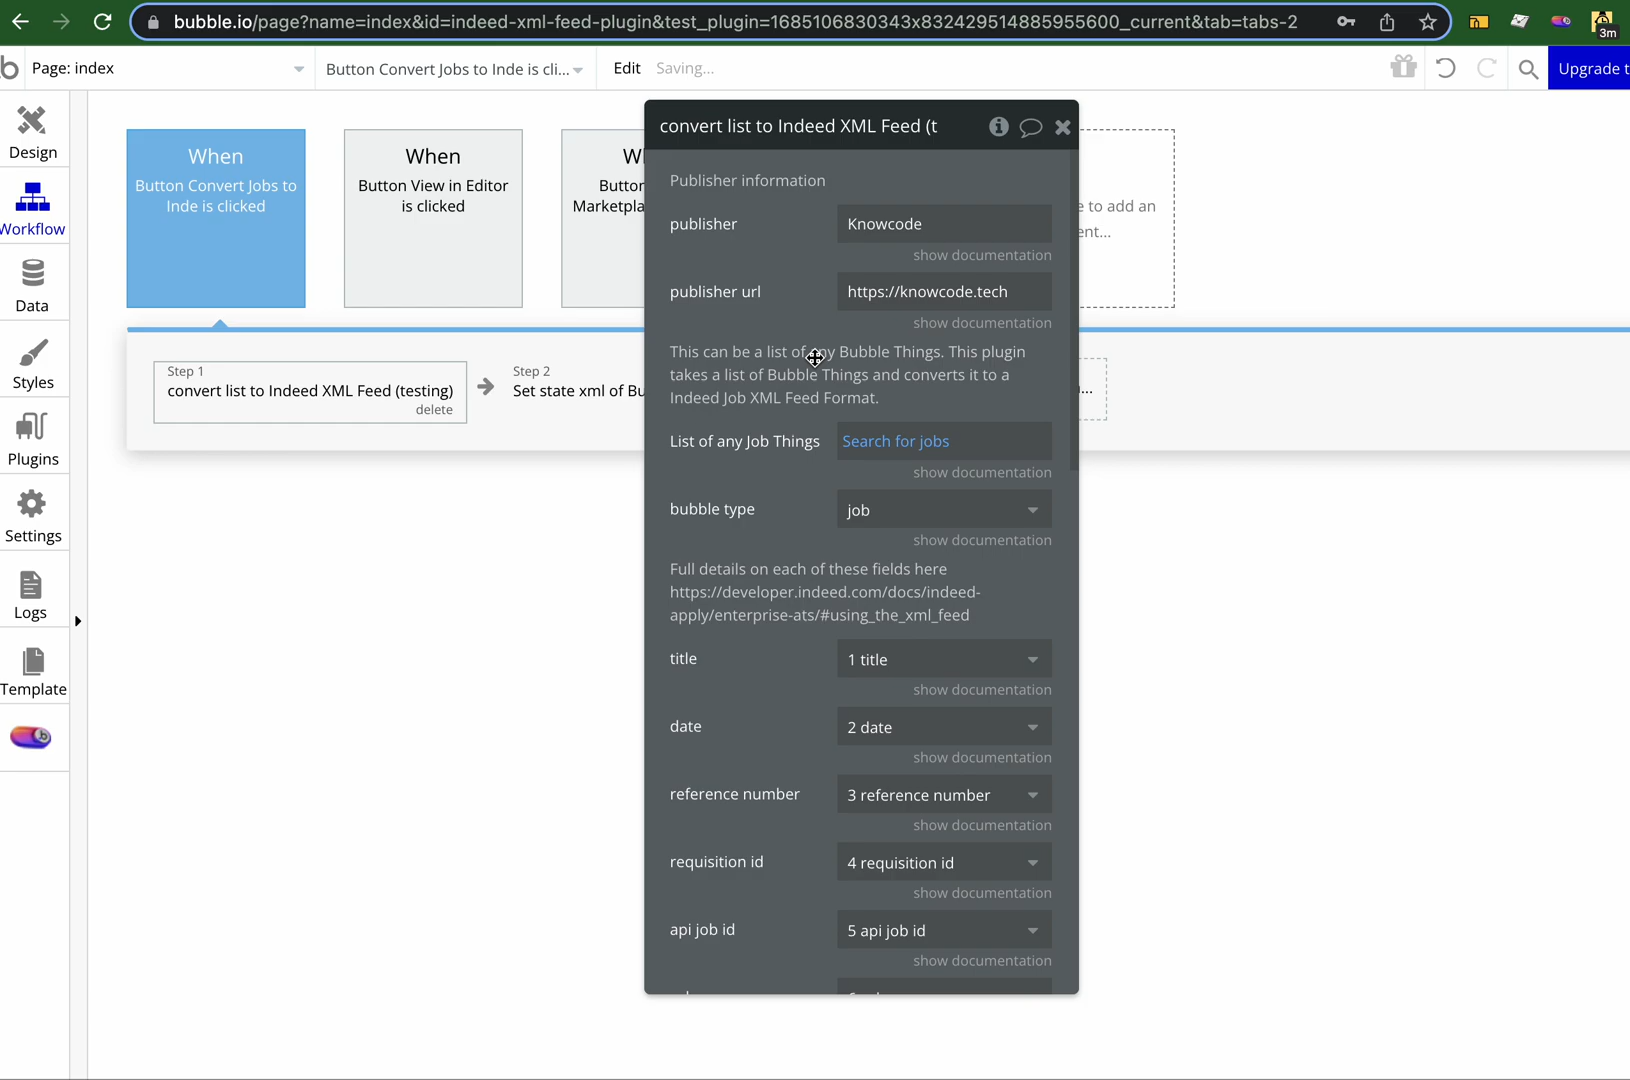 bubble.io/page?name=index&id=indeed-xml-feed-plugin&test_plugin=1685106830343x832429514885955600_current&tab=tabs-2
3m
Page: index
Button Convert Jobs to Inde is cli...
Edit
Saving...
Upgrade t
Design
Workflow
Data
Styles
Plugins
Settings
Logs
Template
When
Button Convert Jobs to
Inde is clicked
When
Button View in Editor
is clicked
Button
Marketpla
e to add an
ent...
Step 1
convert list to Indeed XML Feed (testing)
delete
Step 2
Set state xml of Bu
...
convert list to Indeed XML Feed (t
Publisher information
publisher
Knowcode
show documentation
publisher url
https://knowcode.tech
show documentation
This can be a list of any Bubble Things. This plugin
takes a list of Bubble Things and converts it to a
Indeed Job XML Feed Format.
List of any Job Things
Search for jobs
show documentation
bubble type
job
show documentation
Full details on each of these fields here
https://developer.indeed.com/docs/indeed-
apply/enterprise-ats/#using_the_xml_feed
title
1 title
show documentation
date
2 date
show documentation
reference number
3 reference number
show documentation
requisition id
4 requisition id
show documentation
api job id
5 api job id
show documentation